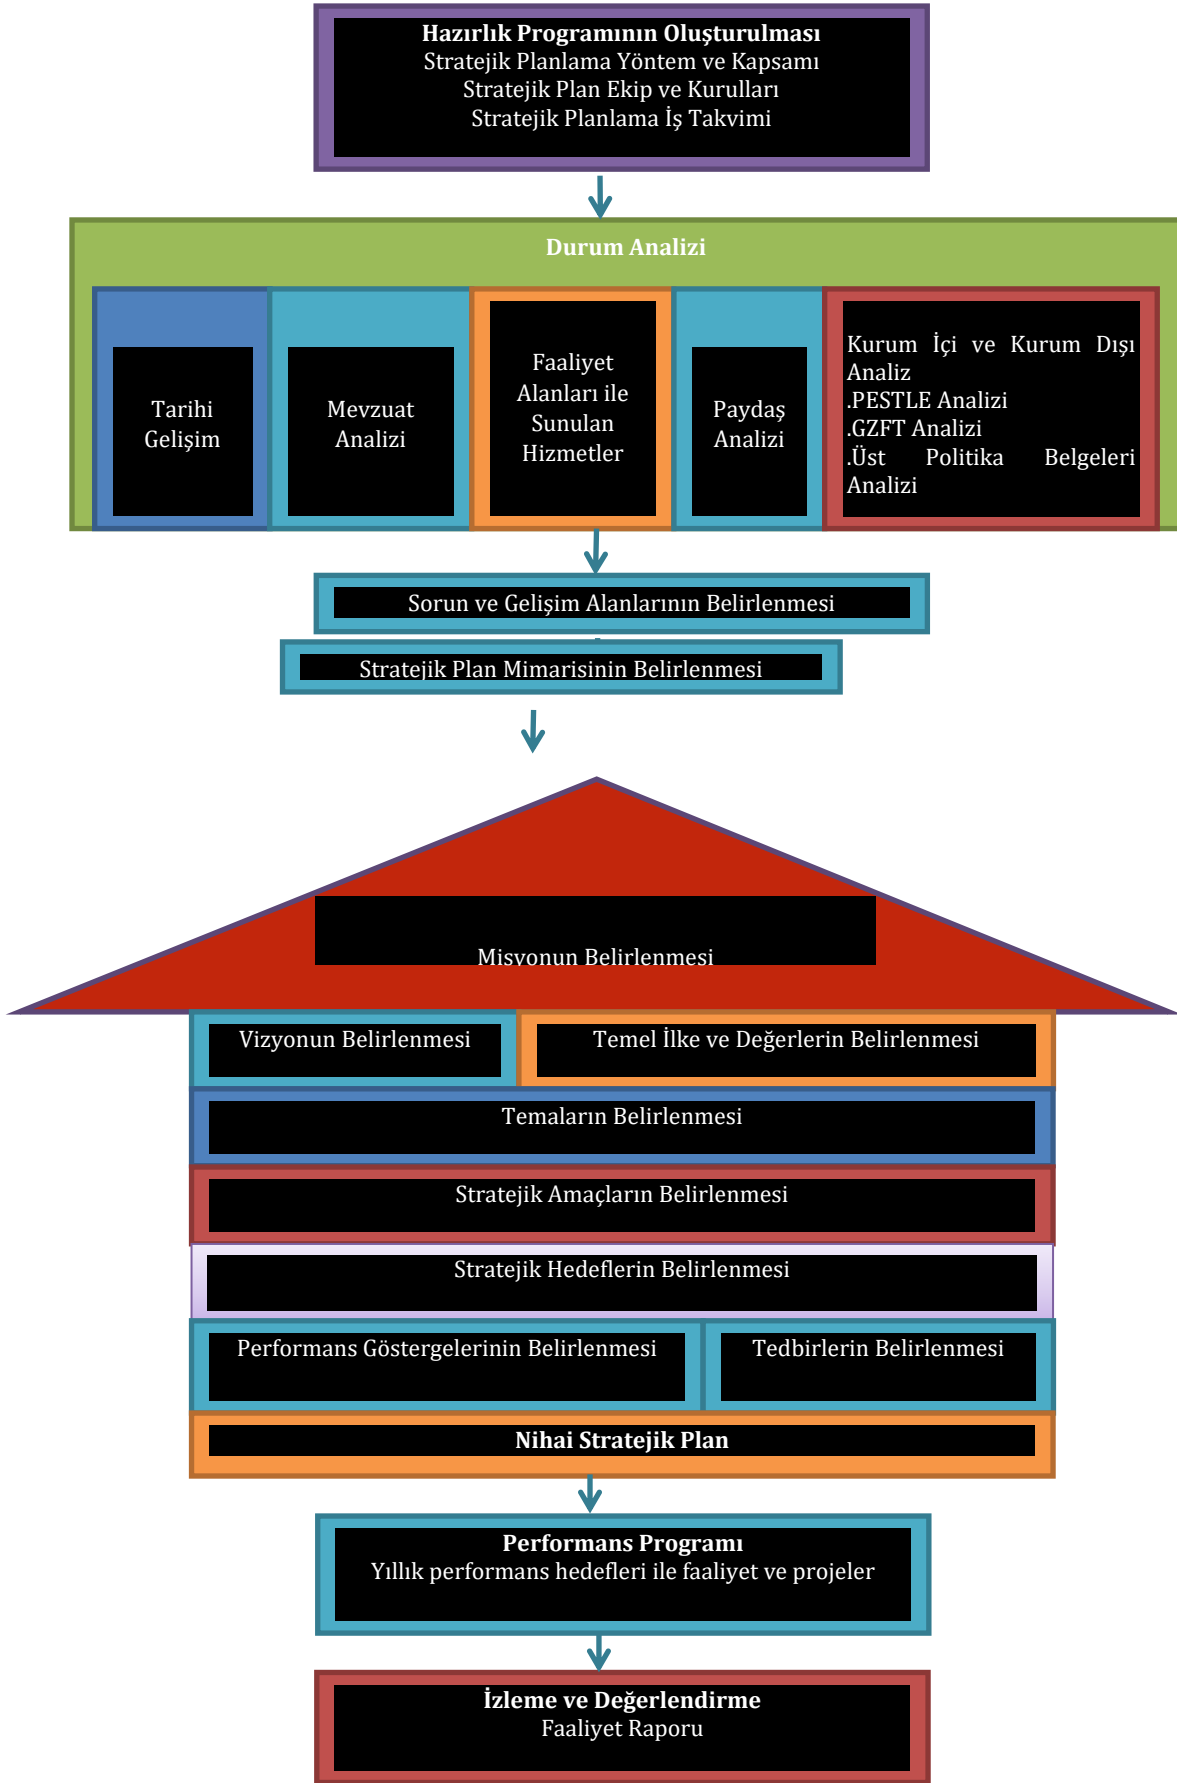 Hazırlık Programının Oluşturulması
Stratejik Planlama Yöntem ve Kapsamı
Stratejik Plan Ekip ve Kurulları
Stratejik Planlama İş Takvimi
Durum Analizi
Tarihi
Gelişim
Mevzuat
Analizi
Faaliyet
Alanları ile
Sunulan
Hizmetler
Paydaş
Analizi
Kurum İçi ve Kurum Dışı
Analiz
.PESTLE Analizi
.GZFT Analizi
.Üst Politika Belgeleri
Analizi
Sorun ve Gelişim Alanlarının Belirlenmesi
Stratejik Plan Mimarisinin Belirlenmesi
Misyonun Belirlenmesi
Vizyonun Belirlenmesi
Temel İlke ve Değerlerin Belirlenmesi
Temaların Belirlenmesi
Stratejik Amaçların Belirlenmesi
Stratejik Hedeflerin Belirlenmesi
Performans Göstergelerinin Belirlenmesi
Tedbirlerin Belirlenmesi
Nihai Stratejik Plan
Performans Programı
Yıllık performans hedefleri ile faaliyet ve projeler
İzleme ve Değerlendirme
Faaliyet Raporu